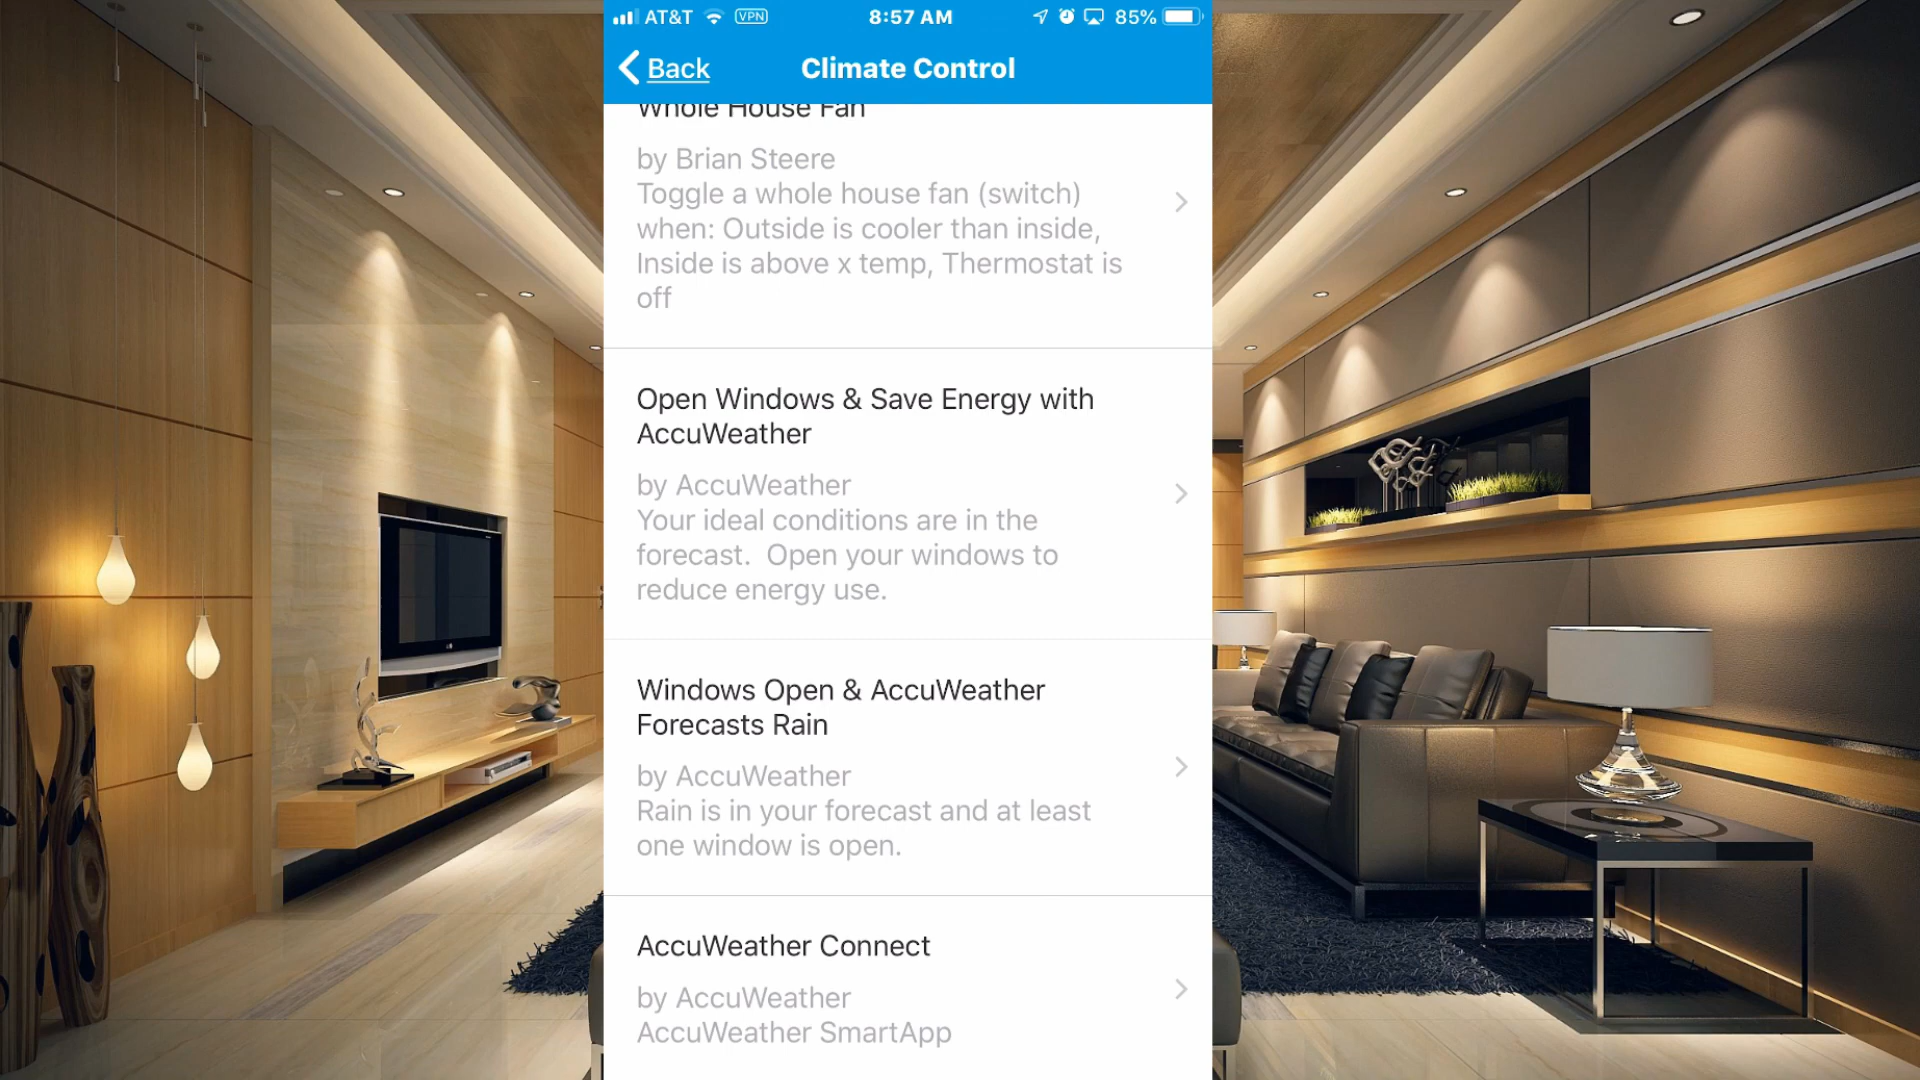 AT&T VPN 8:57 AM 85%
Back Climate Control
Whole House Fan
by Brian Steere
Toggle a whole house fan (switch)
when: Outside is cooler than inside,
Inside is above x temp, Thermostat is
off
Open Windows & Save Energy with
AccuWeather
by AccuWeather
Your ideal conditions are in the
forecast.  Open your windows to
reduce energy use.
Windows Open & AccuWeather
Forecasts Rain
by AccuWeather
Rain is in your forecast and at least
one window is open.
AccuWeather Connect
by AccuWeather
AccuWeather SmartApp